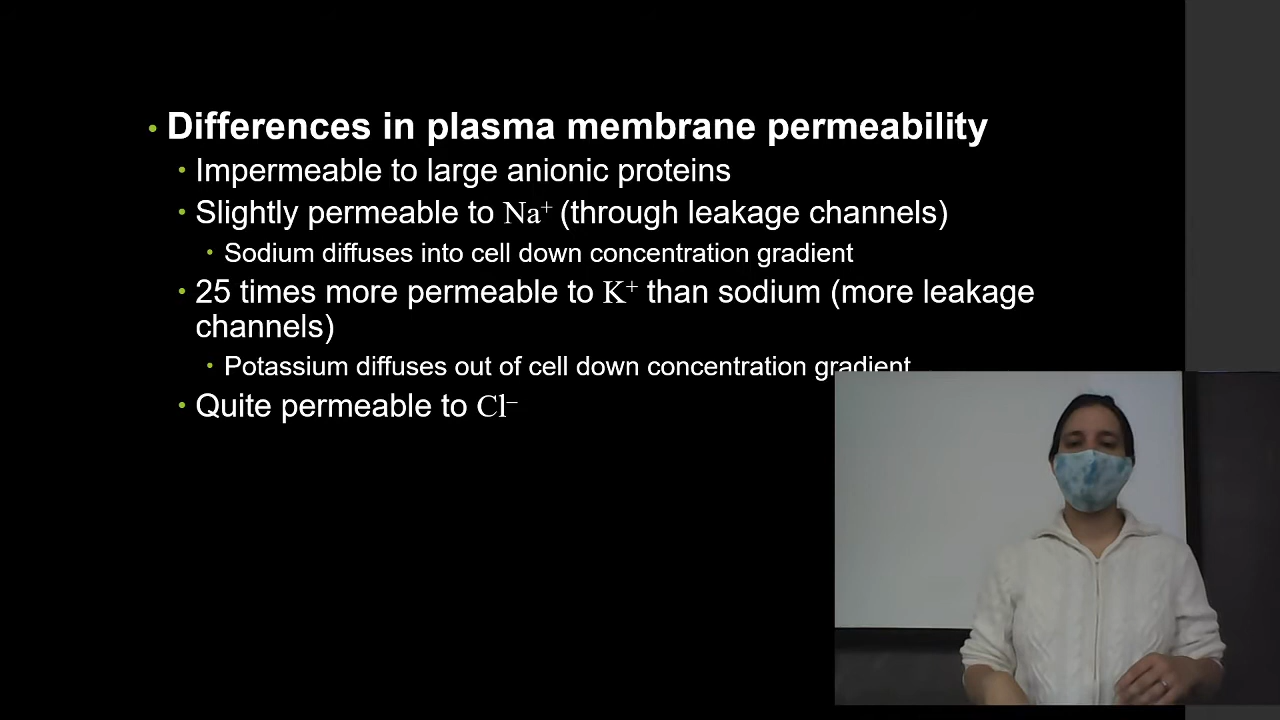 • Differences in plasma membrane permeability
• Impermeable to large anionic proteins
• Slightly permeable to Na⁺ (through leakage channels)
• Sodium diffuses into cell down concentration gradient
• 25 times more permeable to K⁺ than sodium (more leakage
channels)
• Potassium diffuses out of cell down concentration gradient
• Quite permeable to Cl⁻